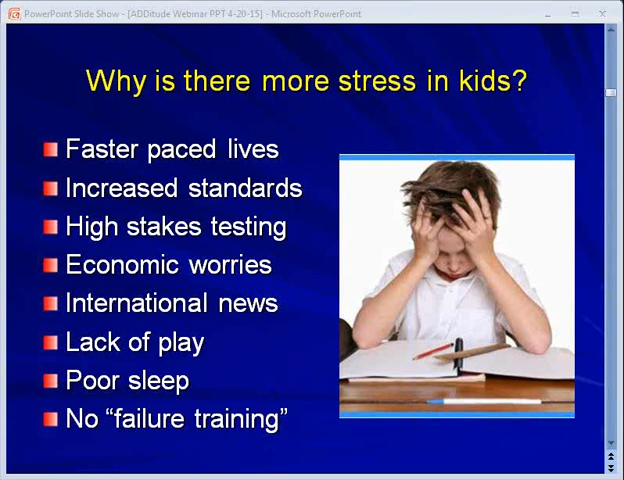 PowerPoint Slide Show - [ADDitude Webinar PPT 4-20-15] - Microsoft PowerPoint
Why is there more stress in kids?
Faster paced lives
Increased standards
High stakes testing
Economic worries
International news
Lack of play
Poor sleep
No “failure training”